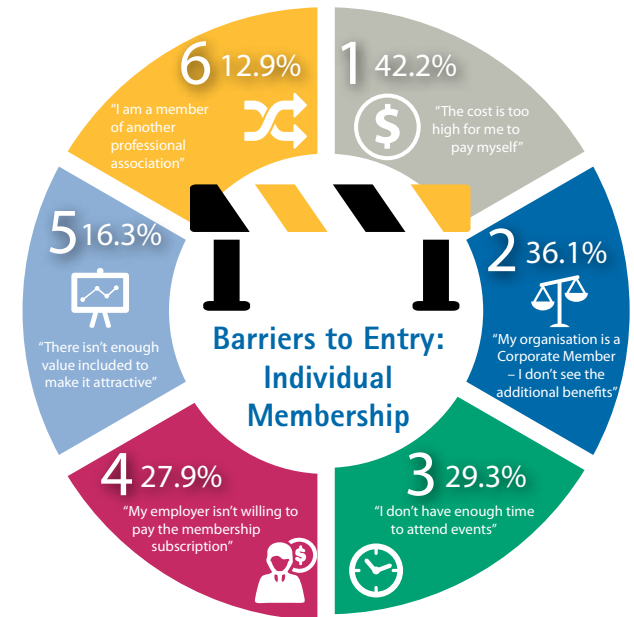 1 42.2%
“The cost is too
high for me to
pay myself”
2 36.1%
“My organisation is a
Corporate Member
– I don’t see the
additional benefits”
3 29.3%
“I don’t have enough time
to attend events”
4 27.9%
“My employer isn’t willing to
pay the membership
subscription”
5 16.3%
“There isn’t enough
value included to
make it attractive”
6 12.9%
“I am a member
of another
professional
association”
Barriers to Entry:
Individual
Membership
$
$